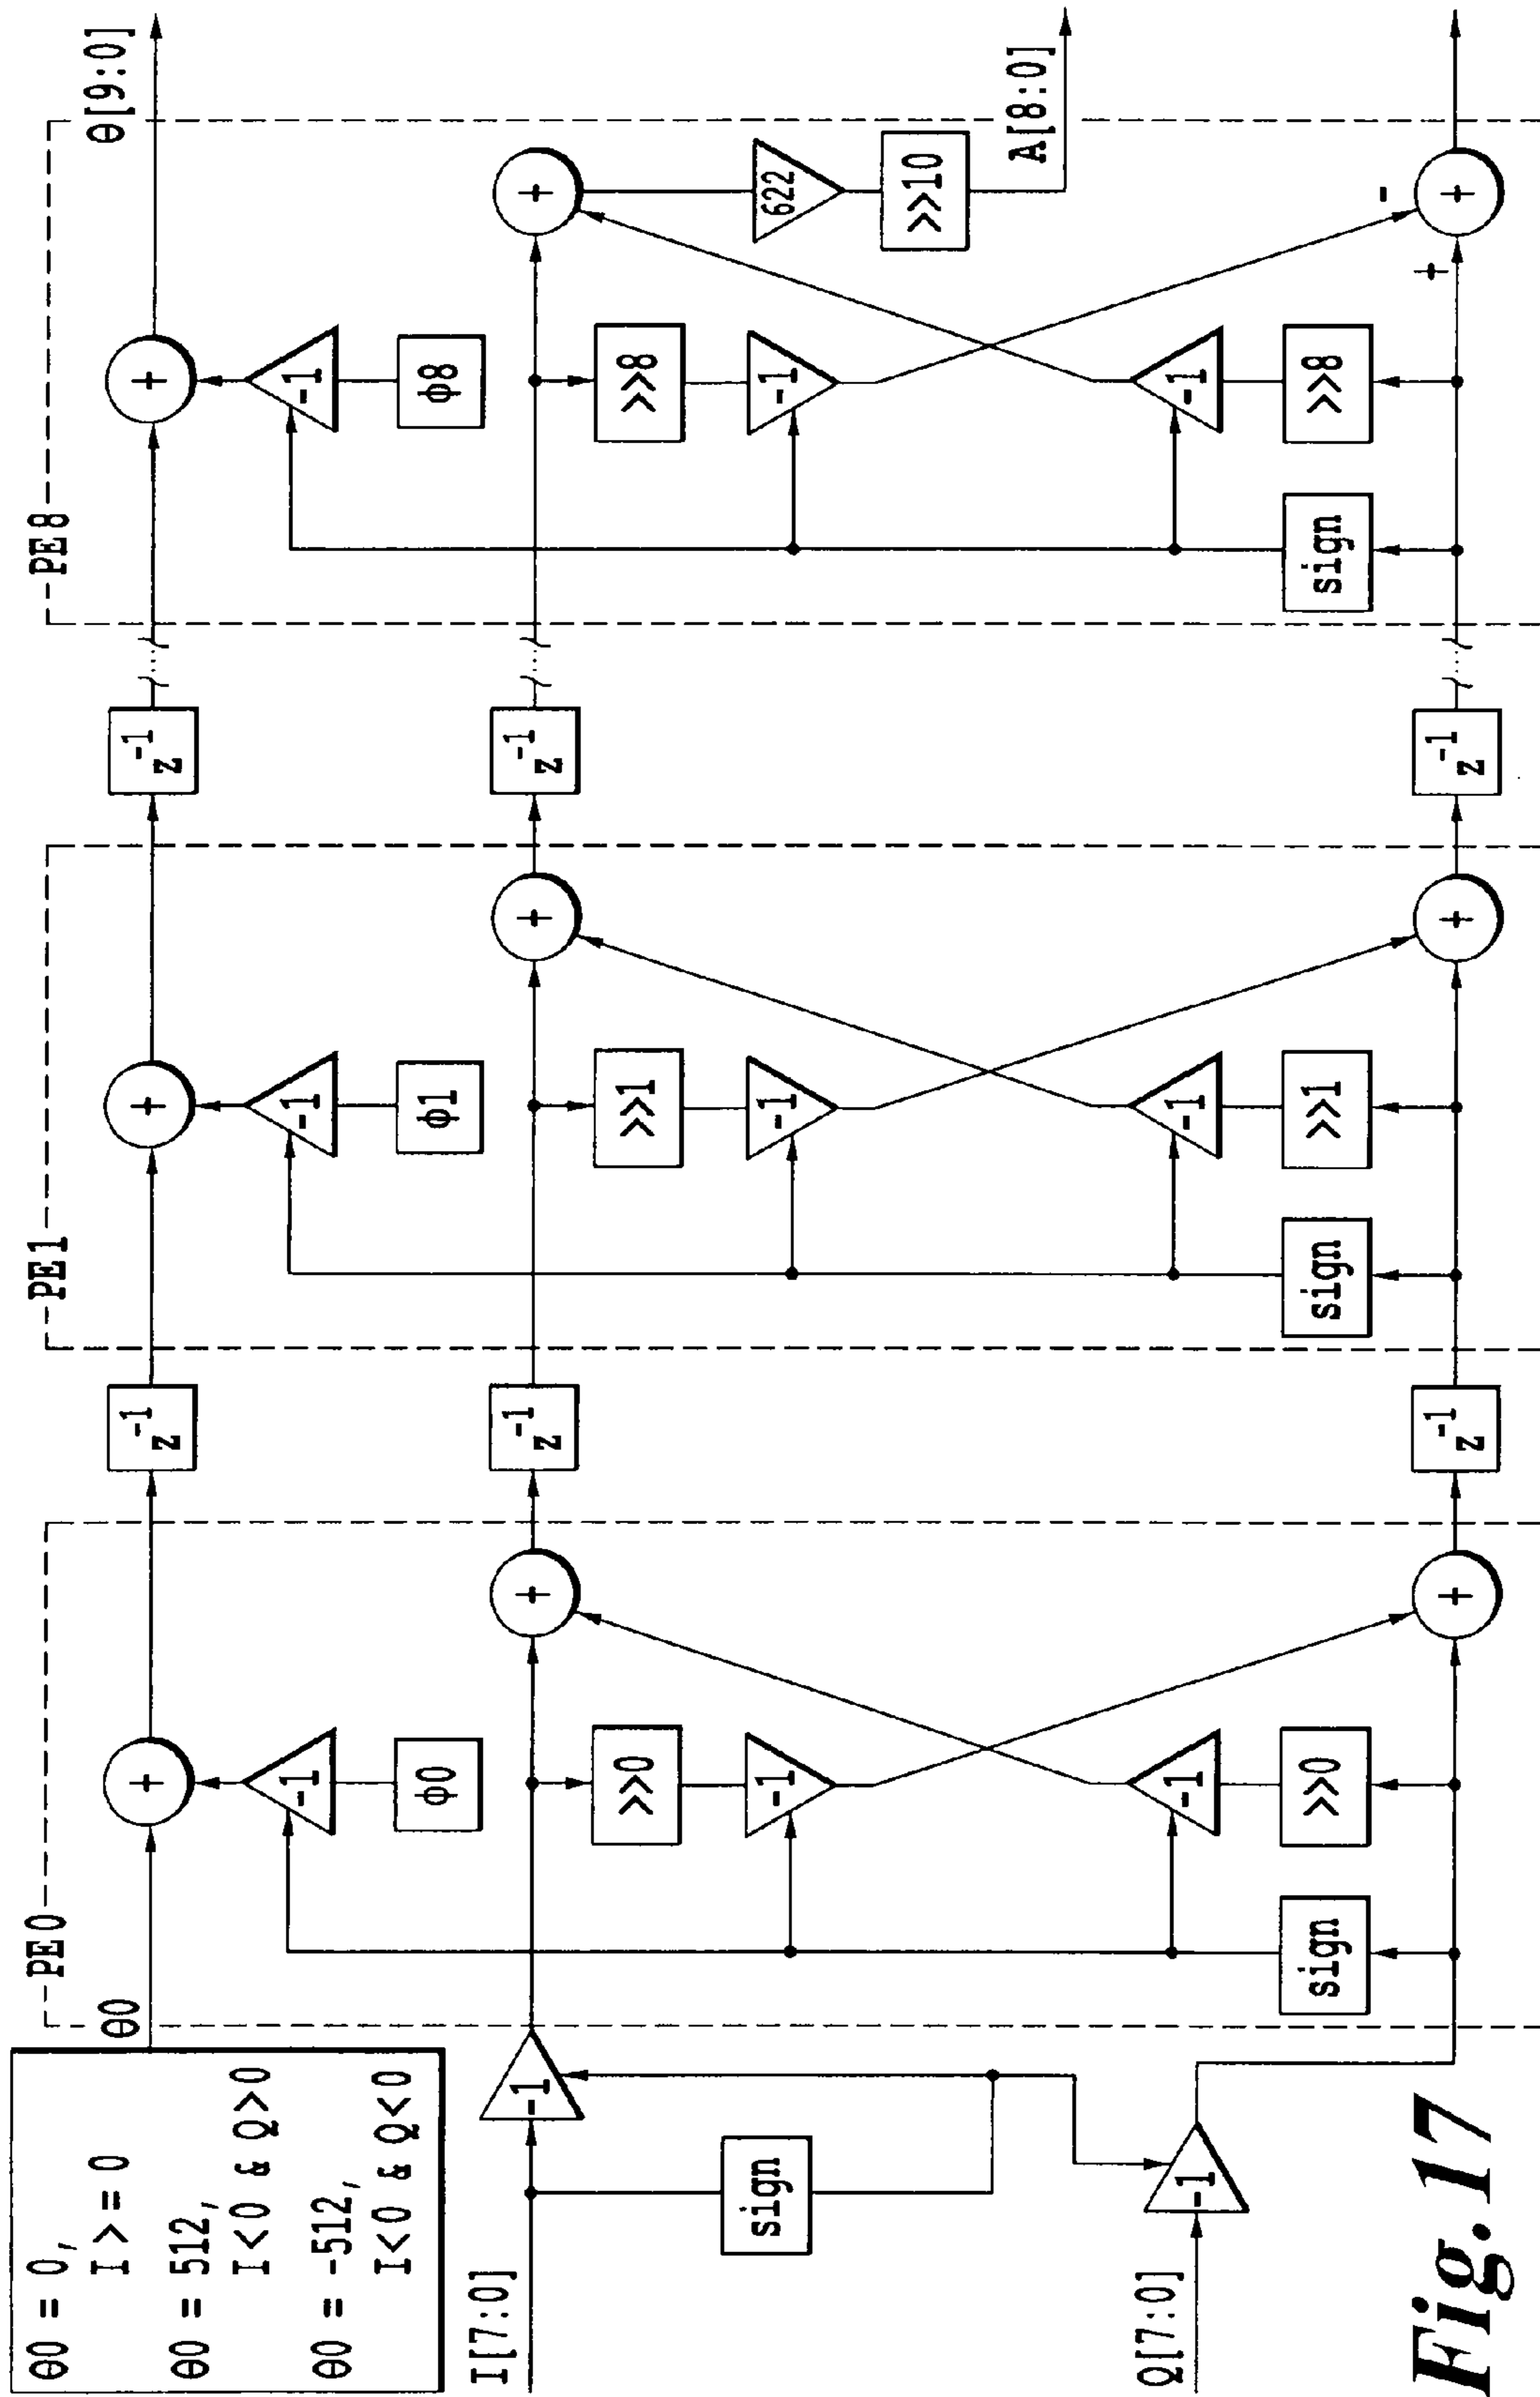 θ0 = 0,
I >= 0
θ0 = 512,
I<0 & Q>0
θ0 = -512,
I<0 & Q<0
θ0
I[7:0]
sign
-1
Q[7:0]
-1
PE0
+
-1
ϕ0
+
>>0
-1
-1
>>0
sign
+
z-1
z-1
z-1
PE1
+
-1
ϕ1
+
>>1
-1
-1
>>1
sign
+
z-1
...
z-1
...
z-1
...
PE8
+
-1
ϕ8
+
>>8
-1
-1
>>8
sign
622
>>10
+
-
+
θ[9:0]
A[8:0]
Fig. 17